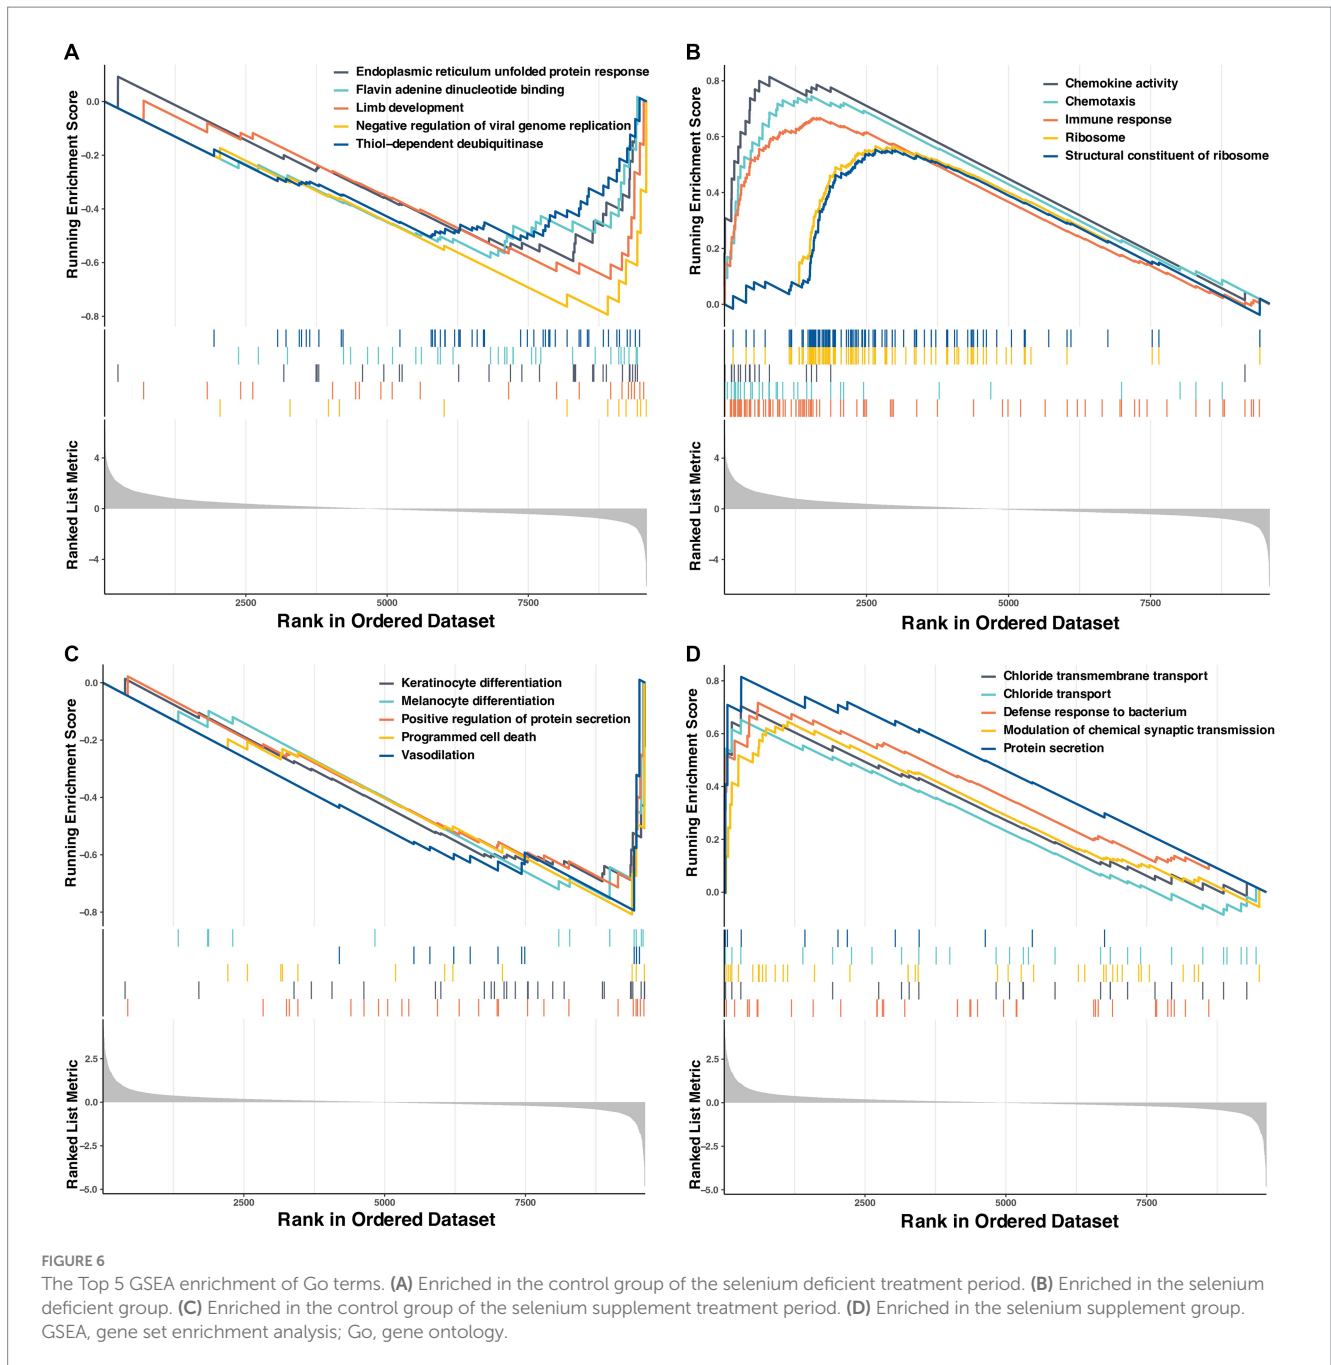 A
Endoplasmic reticulum unfolded protein response
Flavin adenine dinucleotide binding
Limb development
Negative regulation of viral genome replication
Thiol–dependent deubiquitinase
Running Enrichment Score
0.0
−0.2
−0.4
−0.6
−0.8
Ranked List Metric
4
0
−4
2500
5000
7500
Rank in Ordered Dataset
B
Chemokine activity
Chemotaxis
Immune response
Ribosome
Structural constituent of ribosome
Running Enrichment Score
0.8
0.6
0.4
0.2
0.0
Ranked List Metric
4
0
−4
2500
5000
7500
Rank in Ordered Dataset
C
Keratinocyte differentiation
Melanocyte differentiation
Positive regulation of protein secretion
Programmed cell death
Vasodilation
Running Enrichment Score
0.0
−0.2
−0.4
−0.6
−0.8
Ranked List Metric
2.5
0.0
−2.5
−5.0
2500
5000
7500
Rank in Ordered Dataset
D
Chloride transmembrane transport
Chloride transport
Defense response to bacterium
Modulation of chemical synaptic transmission
Protein secretion
Running Enrichment Score
0.8
0.6
0.4
0.2
0.0
Ranked List Metric
2.5
0.0
−2.5
−5.0
2500
5000
7500
Rank in Ordered Dataset
FIGURE 6
The Top 5 GSEA enrichment of Go terms. (A) Enriched in the control group of the selenium deficient treatment period. (B) Enriched in the selenium
deficient group. (C) Enriched in the control group of the selenium supplement treatment period. (D) Enriched in the selenium supplement group.
GSEA, gene set enrichment analysis; Go, gene ontology.